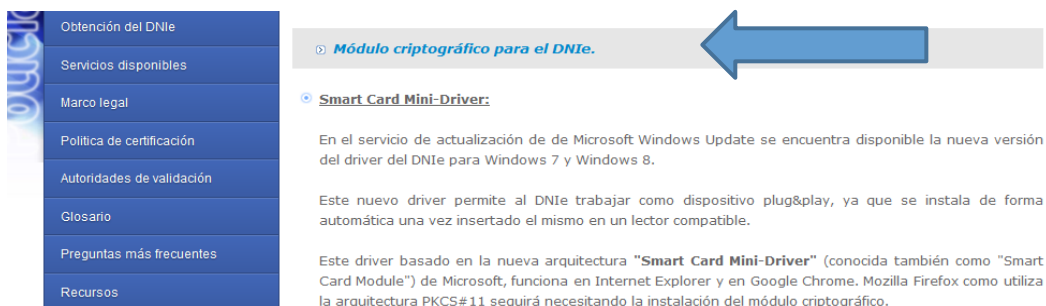 Obtención del DNIe
Servicios disponibles
Marco legal
Politica de certificación
Autoridades de validación
Glosario
Preguntas más frecuentes
Recursos
Módulo criptográfico para el DNIe.
Smart Card Mini-Driver:
En el servicio de actualización de de Microsoft Windows Update se encuentra disponible la nueva versión
del driver del DNIe para Windows 7 y Windows 8.
Este nuevo driver permite al DNIe trabajar como dispositivo plug&play, ya que se instala de forma
automática una vez insertado el mismo en un lector compatible.
Este driver basado en la nueva arquitectura "Smart Card Mini-Driver" (conocida también como "Smart
Card Module") de Microsoft, funciona en Internet Explorer y en Google Chrome. Mozilla Firefox como utiliza
la arquitectura PKCS#11 seguirá necesitando la instalación del módulo criptográfico.